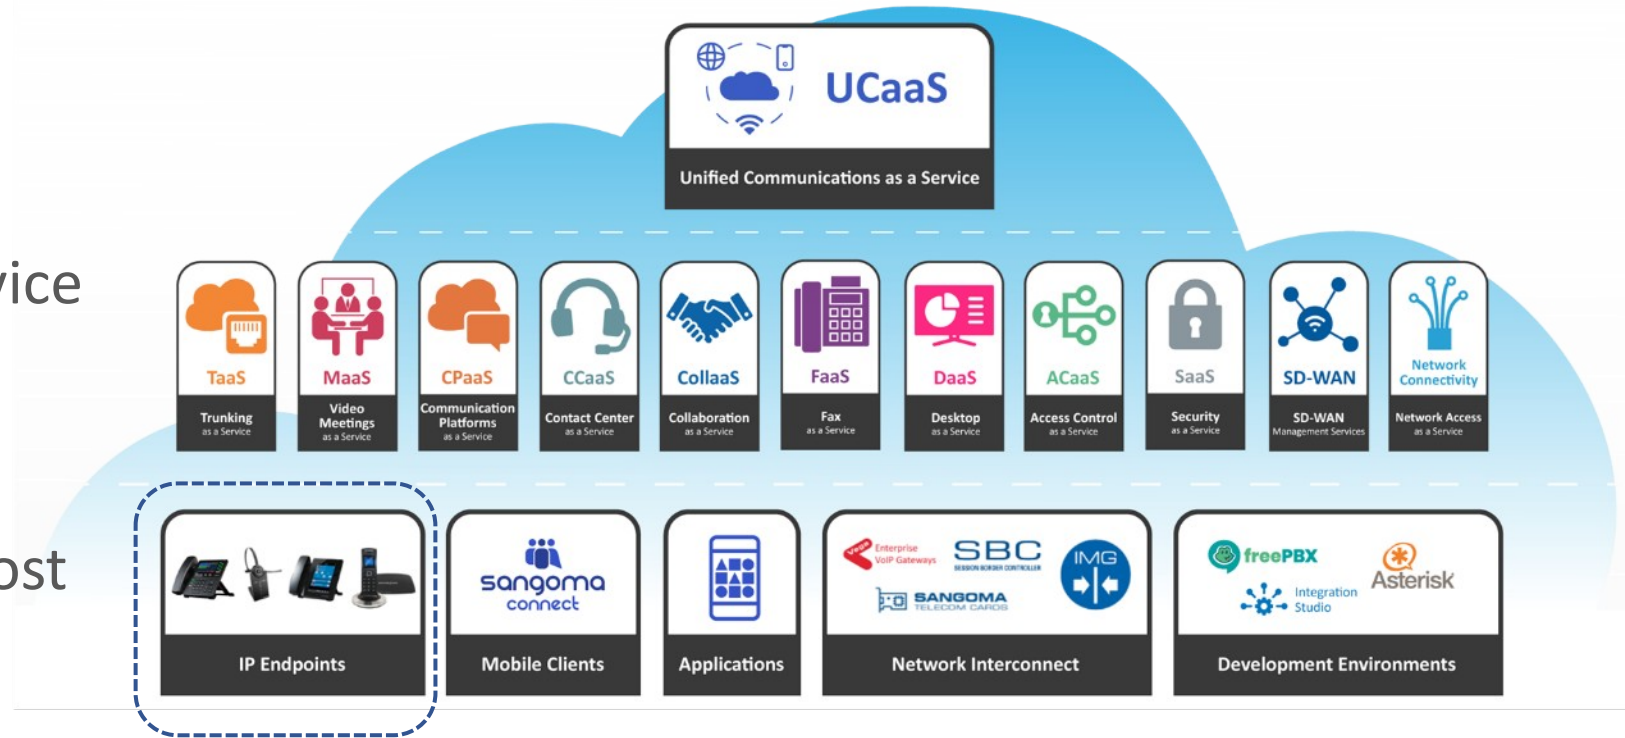 UCaaS
Unified Communications as a Service
vice
TaaS
Trunking
as a Service
MaaS
Video
Meetings
as a Service
CPaaS
Communication
Platforms
as a Service
CCaaS
Contact Center
as a Service
CollaaS
Collaboration
as a Service
FaaS
Fax
as a Service
DaaS
Desktop
as a Service
ACaaS
Access Control
as a Service
SaaS
Security
as a Service
SD-WAN
SD-WAN
Management Services
Network
Connectivity
Network Access
as a Service
ost
IP Endpoints
sangoma
connect
Mobile Clients
Applications
Vega
Enterprise
VoIP Gateways
SBC
SESSION BORDER CONTROLLER
SANGOMA
TELECOM CARDS
IMG
Network Interconnect
freePBX
Integration
Studio
Asterisk
Development Environments